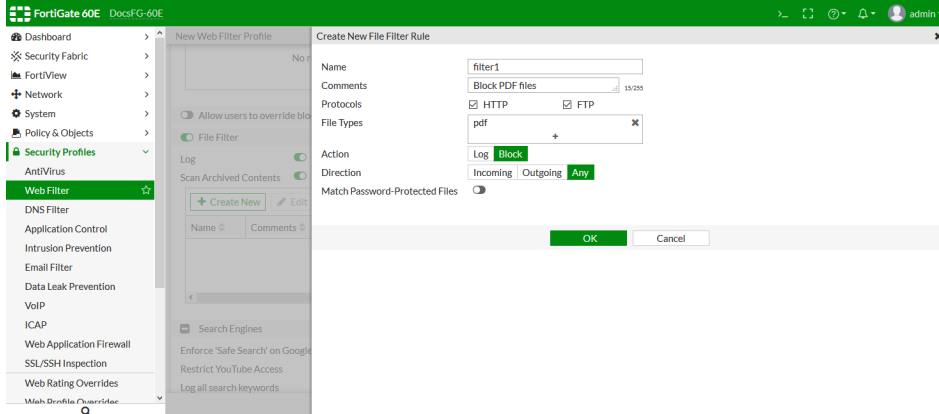 FortiGate 60E DocsFG-60E
>_ admin
Dashboard
Security Fabric
FortiView
Network
System
Policy & Objects
Security Profiles
AntiVirus
Web Filter
DNS Filter
Application Control
Intrusion Prevention
Email Filter
Data Leak Prevention
VoIP
ICAP
Web Application Firewall
SSL/SSH Inspection
Web Rating Overrides
Web Profile Overrides
New Web Filter Profile
Allow users to override
File Filter
Log
Scan Archived Contents
+ Create New Edit
Name Comments
Search Engines
Enforce 'Safe Search' on Google
Restrict YouTube Access
Log all search keywords
Create New File Filter Rule
Name filter1
Comments Block PDF files 15/255
Protocols HTTP FTP
File Types pdf
+
Action Log Block
Direction Incoming Outgoing Any
Match Password-Protected Files
OK Cancel